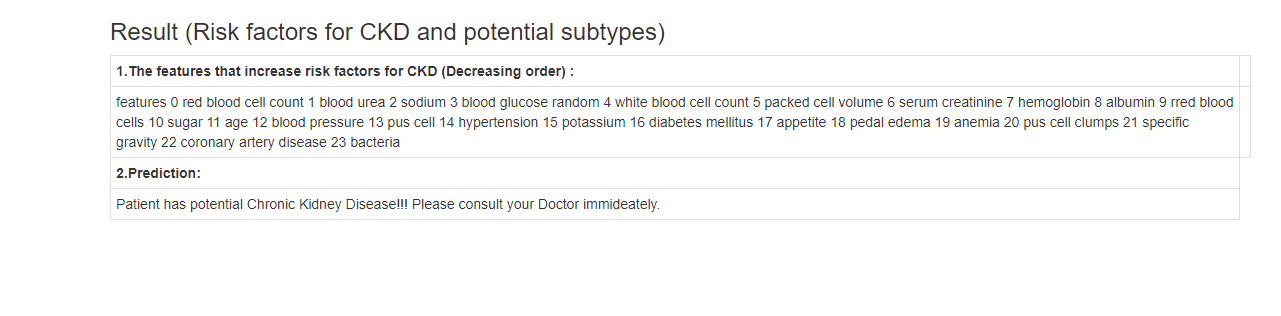 Result (Risk factors for CKD and potential subtypes)
1.The features that increase risk factors for CKD (Decreasing order) :
features 0 red blood cell count 1 blood urea 2 sodium 3 blood glucose random 4 white blood cell count 5 packed cell volume 6 serum creatinine 7 hemoglobin 8 albumin 9 rred blood
cells 10 sugar 11 age 12 blood pressure 13 pus cell 14 hypertension 15 potassium 16 diabetes mellitus 17 appetite 18 pedal edema 19 anemia 20 pus cell clumps 21 specific
gravity 22 coronary artery disease 23 bacteria
2.Prediction:
Patient has potential Chronic Kidney Disease!!! Please consult your Doctor immideately.